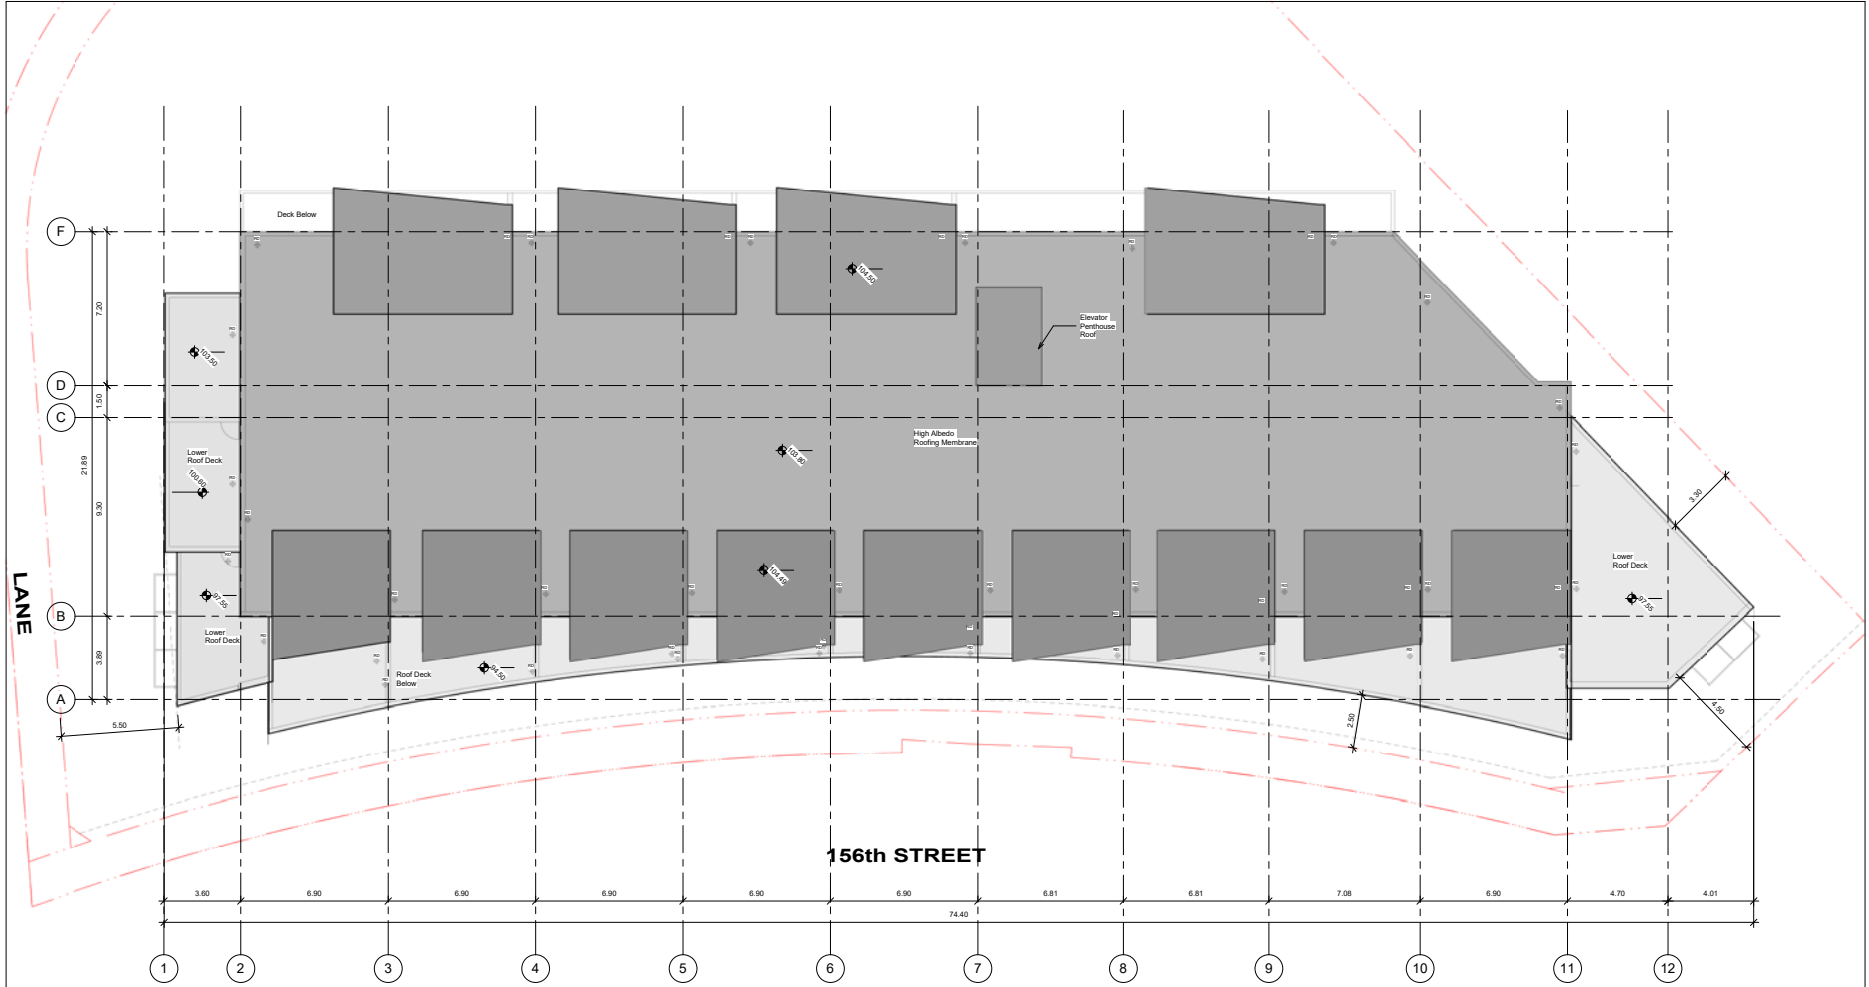 Deck Below
F
104.50
7.20
Elevator
Penthouse
Roof
103.50
D
1.50
C
High Albedo
Roofing Membrane
103.80
Lower
Roof Deck
100.60
21.89
9.30
3.30
Lower
Roof Deck
104.40
97.55
97.55
LANE
B
Lower
Roof Deck
3.89
94.50
Roof Deck
Below
A
5.50
2.50
4.50
156th STREET
3.60
6.90
6.90
6.90
6.90
6.90
6.81
6.81
7.08
6.90
4.70
4.01
74.40
1
2
3
4
5
6
7
8
9
10
11
12